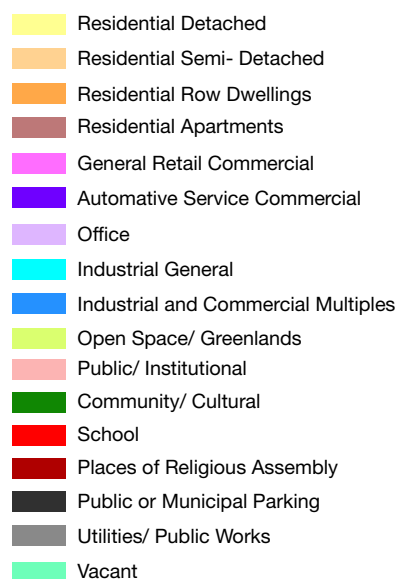 Residential Detached
Residential Semi- Detached
Residential Row Dwellings
Residential Apartments
General Retail Commercial
Automative Service Commercial
Office
Industrial General
Industrial and Commercial Multiples
Open Space/ Greenlands
Public/ Institutional
Community/ Cultural
School
Places of Religious Assembly
Public or Municipal Parking
Utilities/ Public Works
Vacant